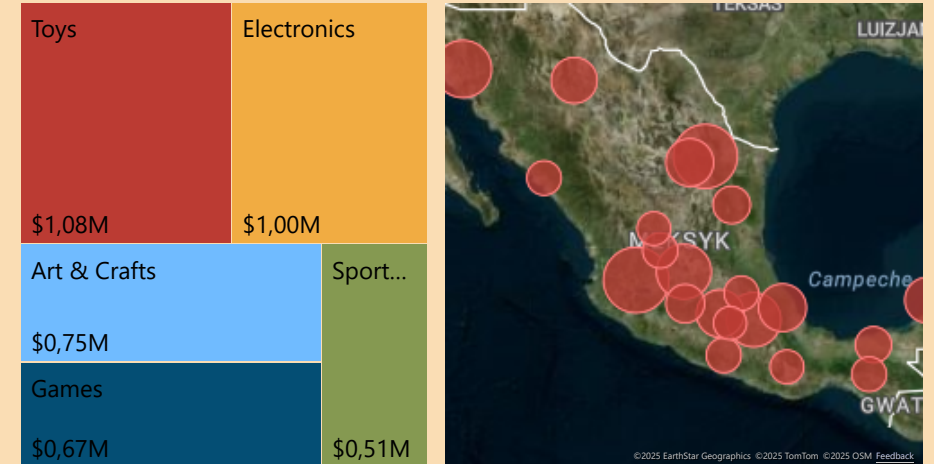 Toys
$1,08M
Electronics
$1,00M
Art & Crafts
$0,75M
Sport...
$0,51M
Games
$0,67M
TEKSAS
LUIZJA
MEKSYK
Campeche
GWAT
©2025 EarthStar Geographics ©2025 TomTom ©2025 OSM Feedback